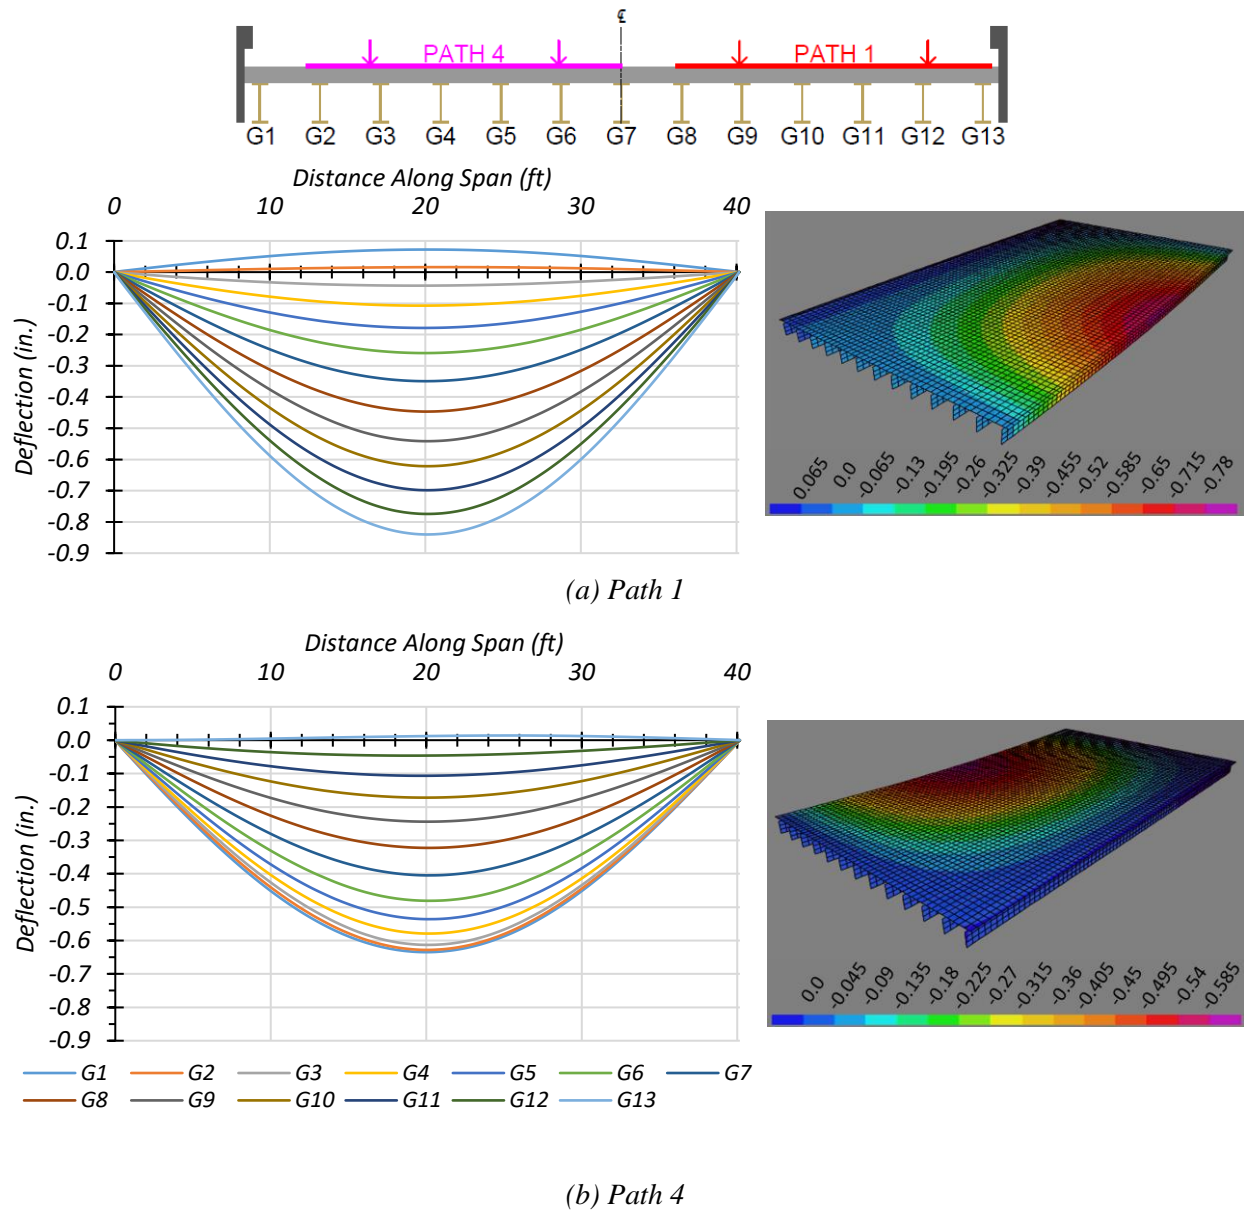 ℄
PATH 4 PATH 1
G1 G2 G3 G4 G5 G6 G7 G8 G9 G10 G11 G12 G13
Distance Along Span (ft)
0 10 20 30 40
0.1
0.0
-0.1
-0.2
-0.3
-0.4
-0.5
-0.6
-0.7
-0.8
-0.9
Deflection (in.)
0.065 0.0 -0.065 -0.13 -0.195 -0.26 -0.325 -0.39 -0.455 -0.52 -0.585 -0.65 -0.715 -0.78
(a) Path 1
Distance Along Span (ft)
0 10 20 30 40
0.1
0.0
-0.1
-0.2
-0.3
-0.4
-0.5
-0.6
-0.7
-0.8
-0.9
Deflection (in.)
0.0 -0.045 -0.09 -0.135 -0.18 -0.225 -0.27 -0.315 -0.36 -0.405 -0.45 -0.495 -0.54 -0.585
G1 G2 G3 G4 G5 G6 G7
G8 G9 G10 G11 G12 G13
(b) Path 4